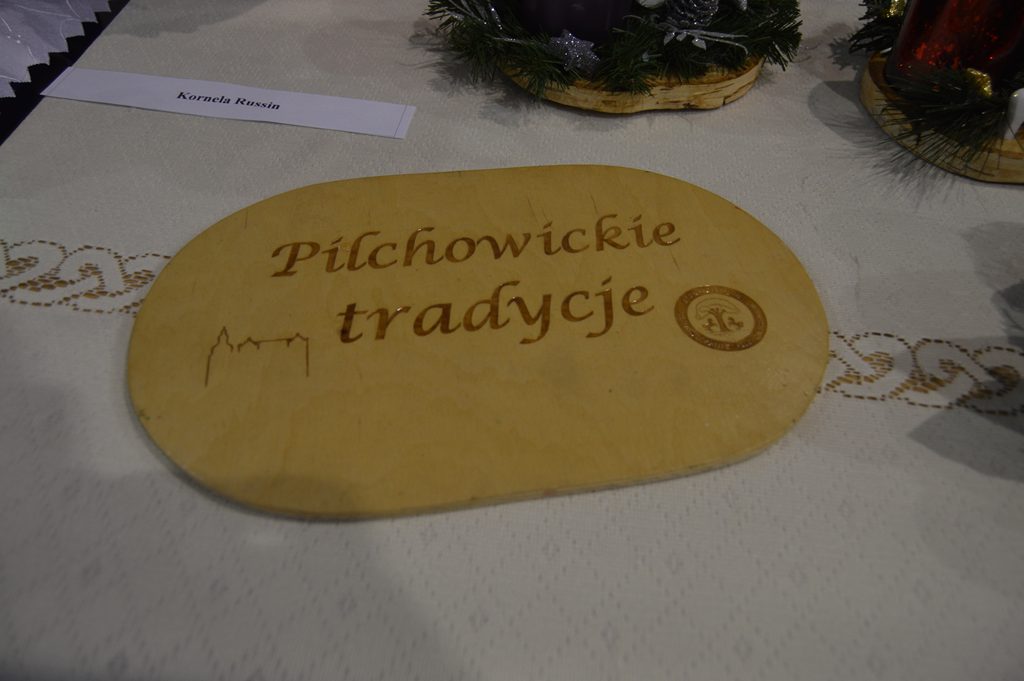 Kornela Russin
Pilchowickie
tradycje